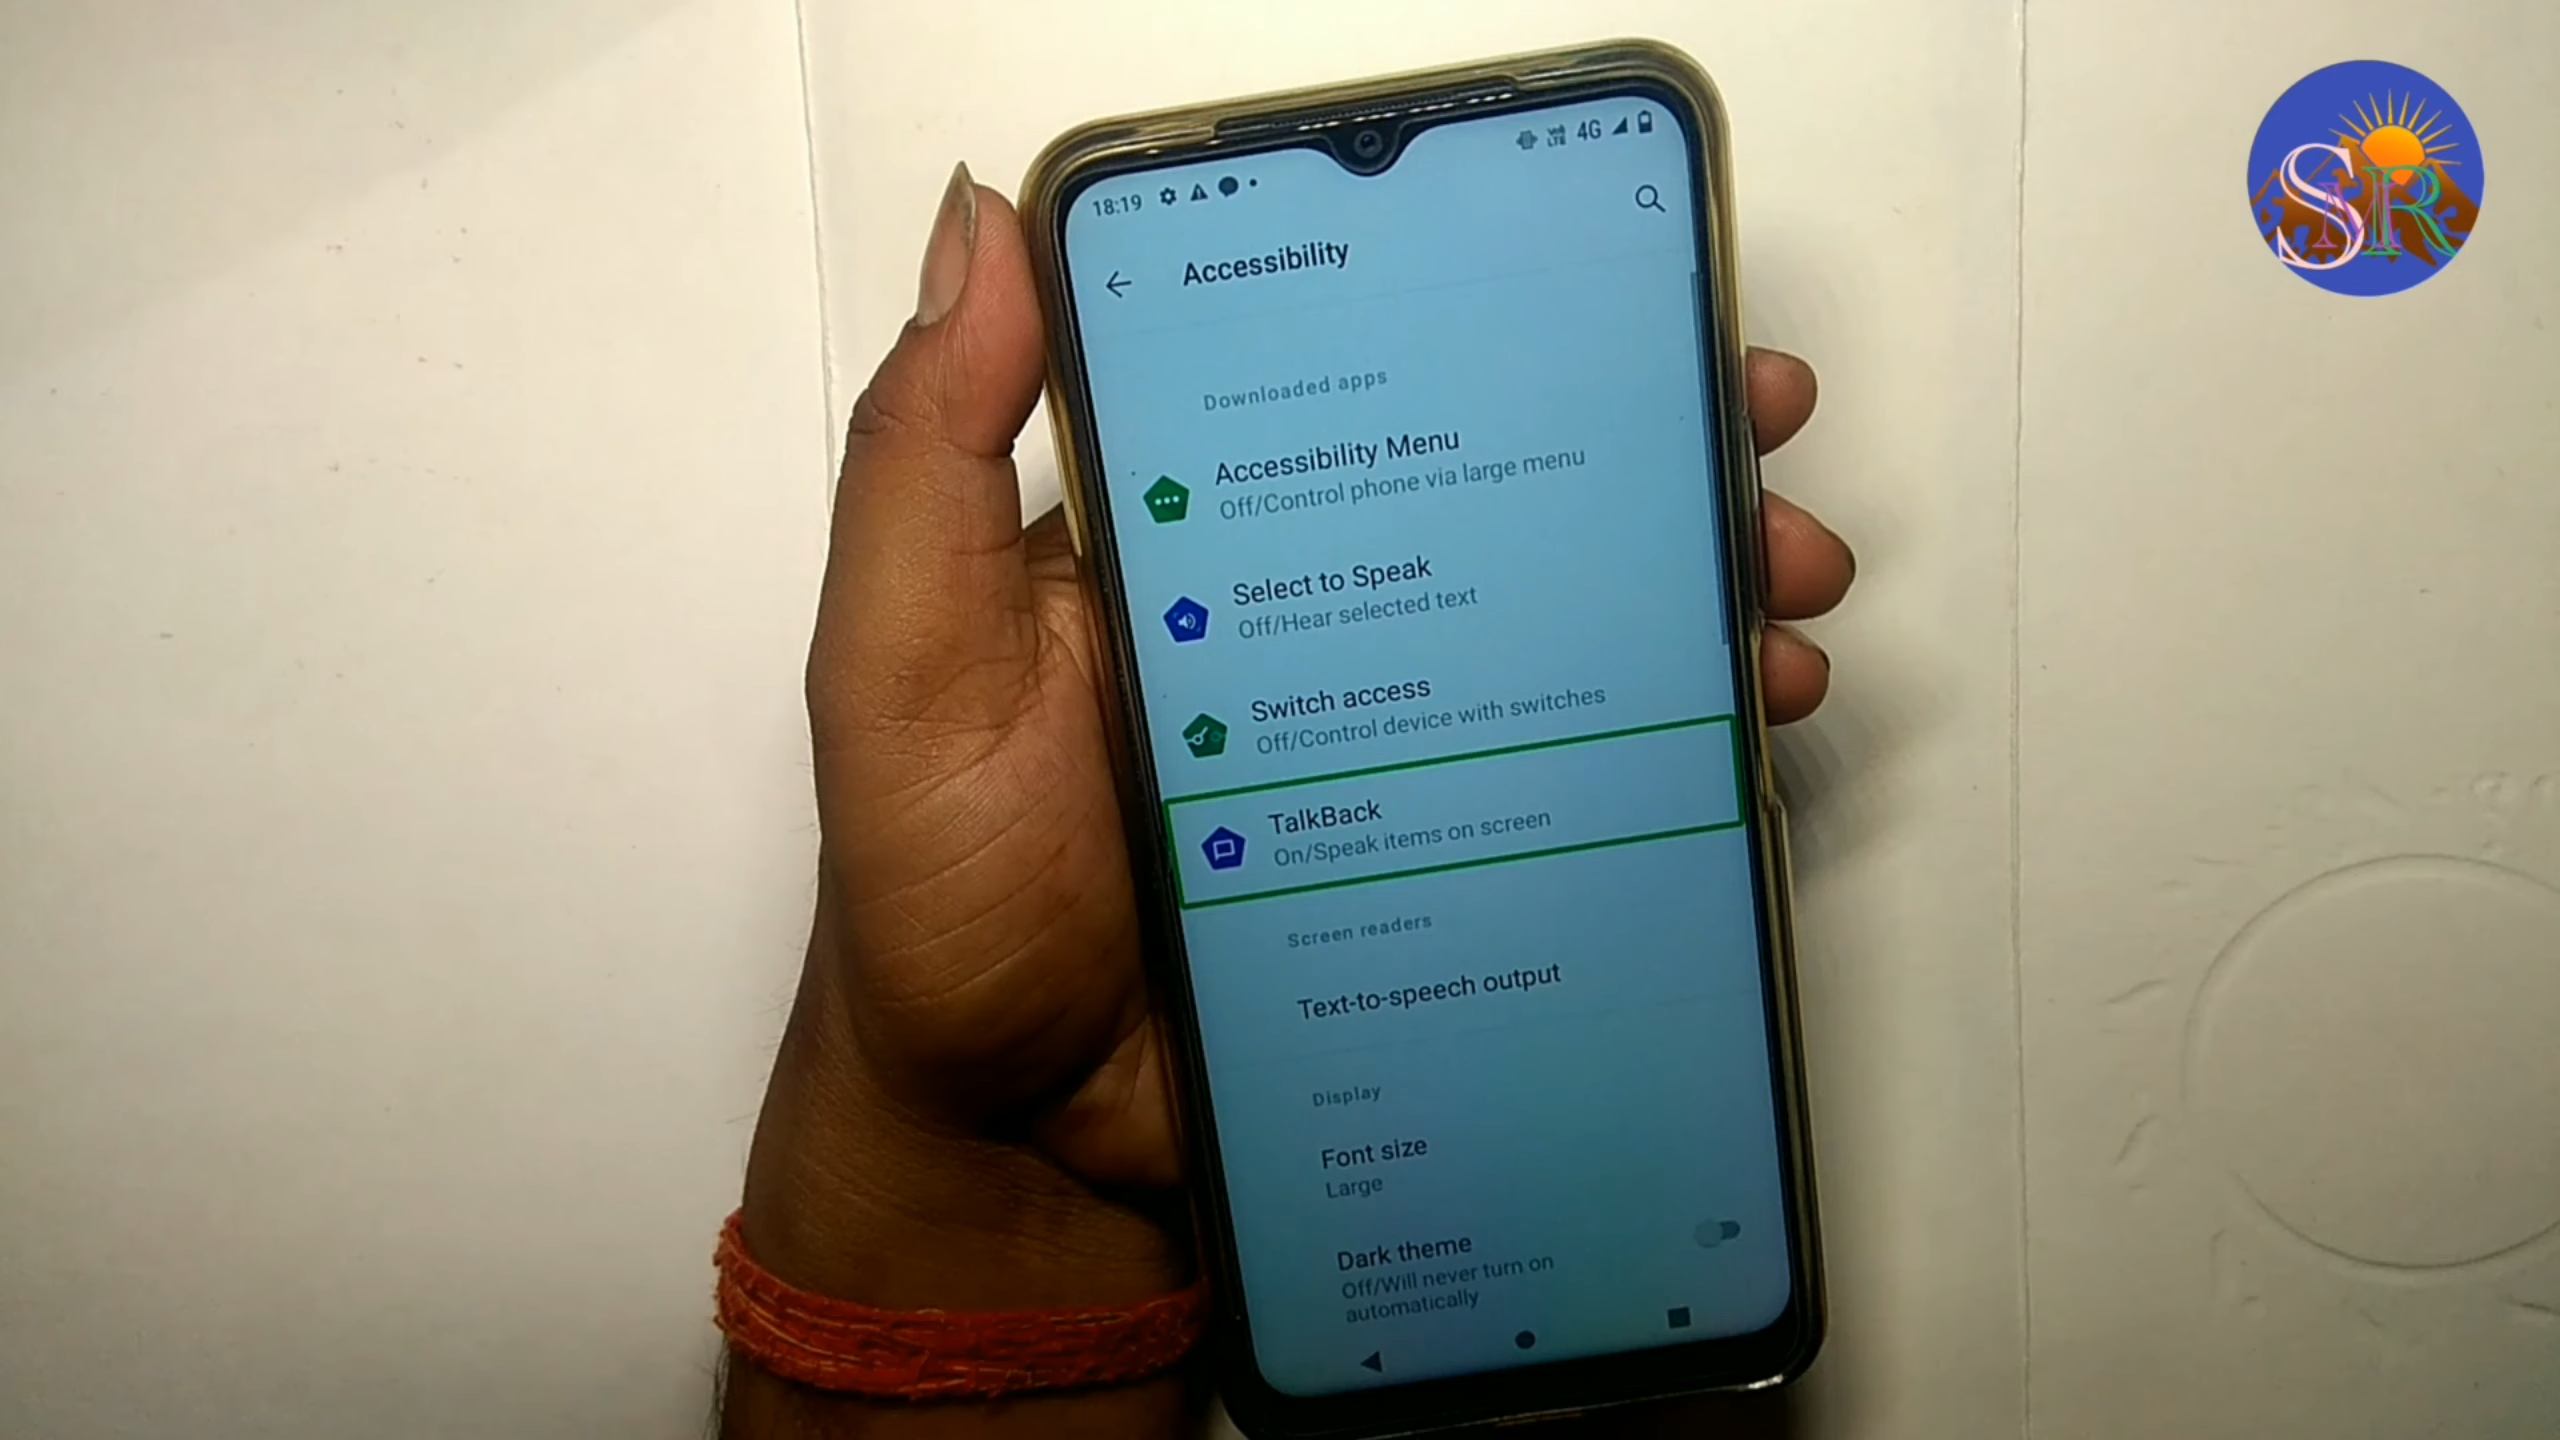 18:19
VoLTE 4G
Accessibility
Downloaded apps
Accessibility Menu
Off/Control phone via large menu
Select to Speak
Off/Hear selected text
Switch access
Off/Control device with switches
TalkBack
On/Speak items on screen
Screen readers
Text-to-speech output
Display
Font size
Large
Dark theme
Off/Will never turn on
automatically
SMR